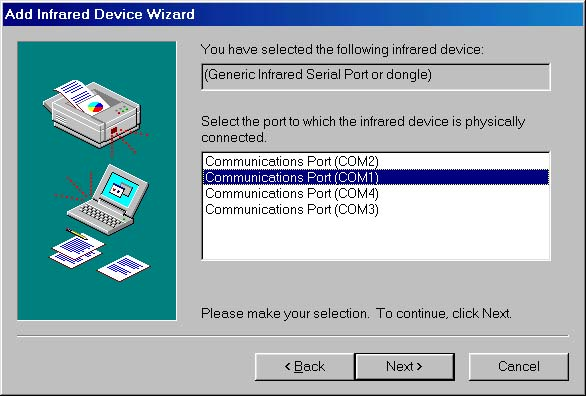 Add Infrared Device Wizard
You have selected the following infrared device:
(Generic Infrared Serial Port or dongle)
Select the port to which the infrared device is physically
connected.
Communications Port (COM2)
Communications Port (COM1)
Communications Port (COM4)
Communications Port (COM3)
Please make your selection.  To continue, click Next.
< Back
Next >
Cancel